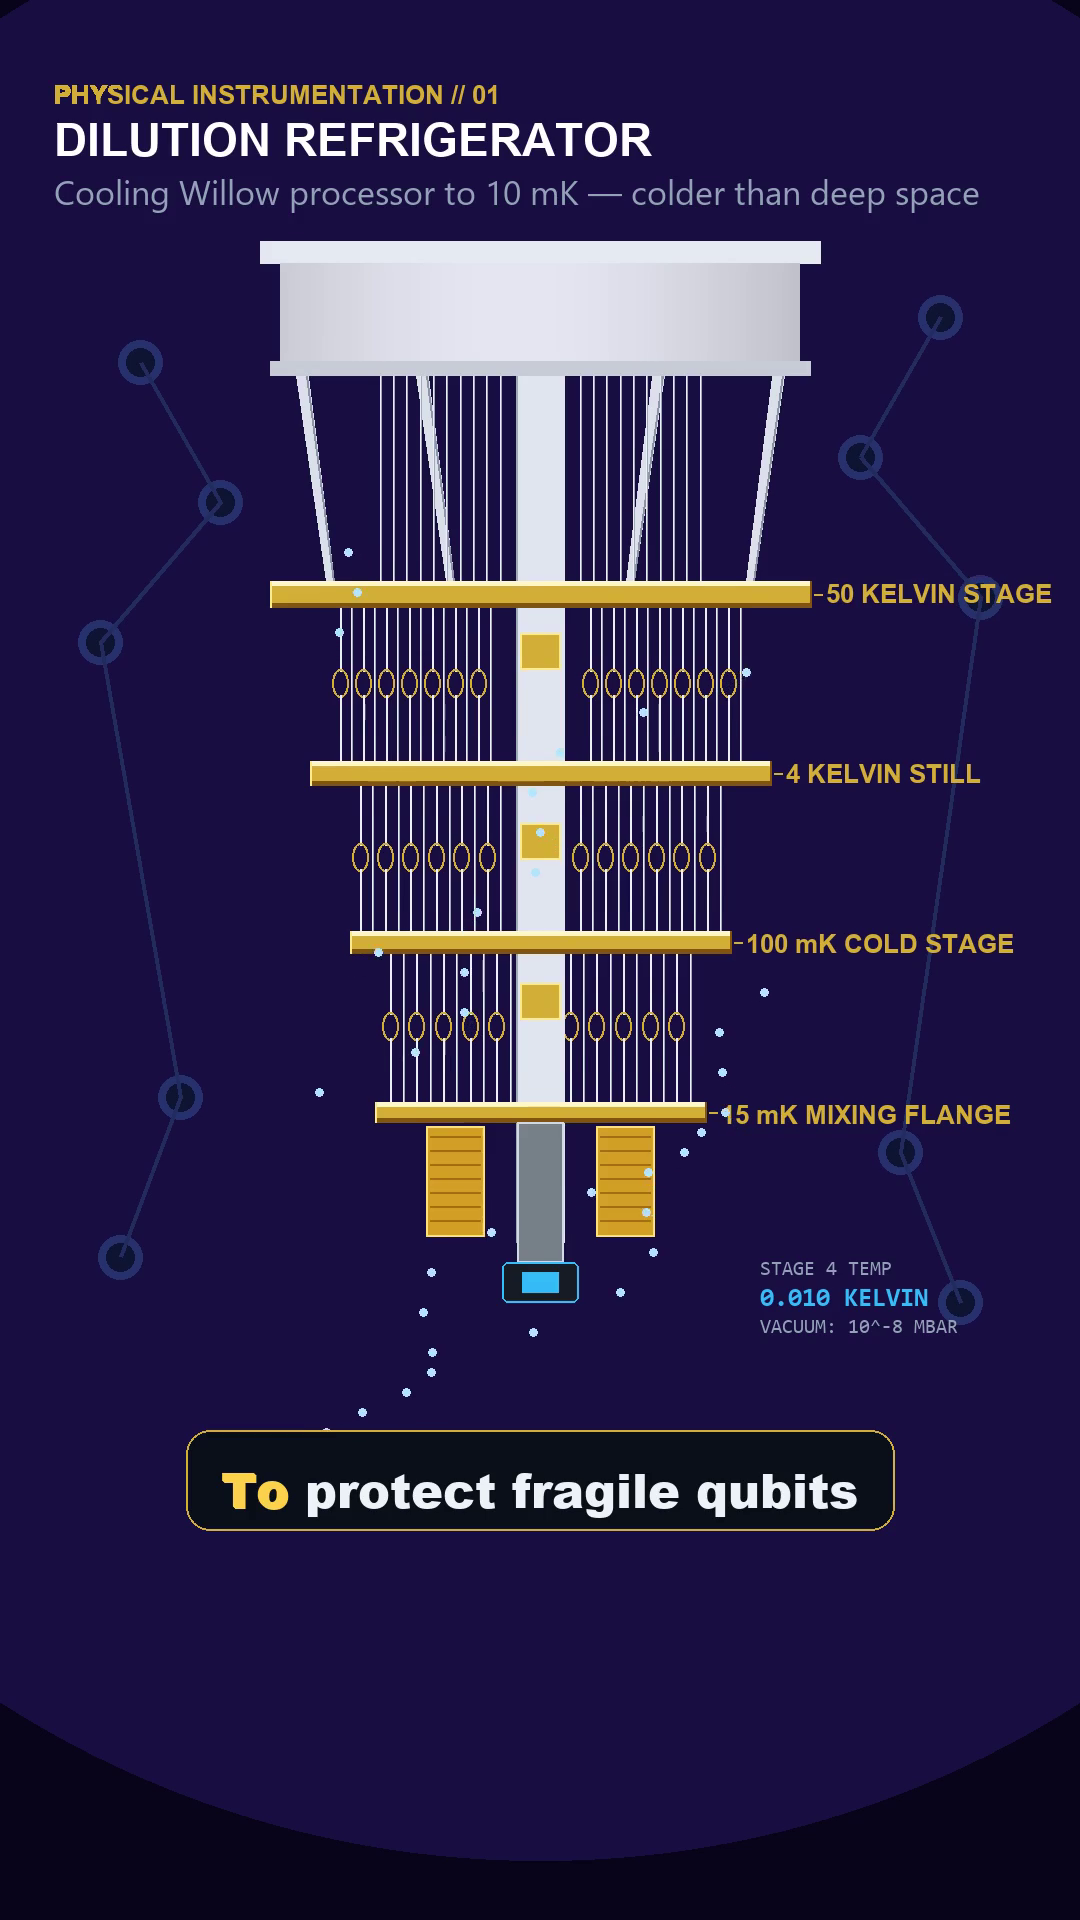 PHYSICAL INSTRUMENTATION // 01
DILUTION REFRIGERATOR
Cooling Willow processor to 10 mK — colder than deep space
50 KELVIN STAGE
4 KELVIN STILL
100 mK COLD STAGE
15 mK MIXING FLANGE
STAGE 4 TEMP
0.010 KELVIN
VACUUM: 10^-8 MBAR
To protect fragile qubits